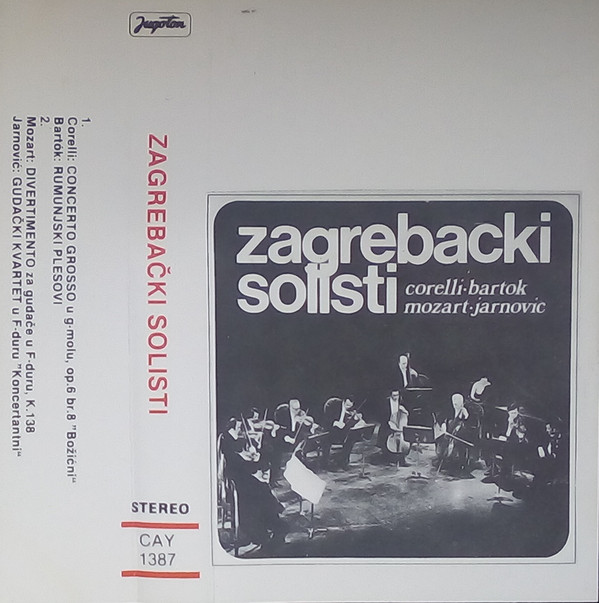 Jugoton
1.
Corelli: CONCERTO GROSSO u g-molu, op.6 br.8 "Božićni"
Bartók: RUMUNJSKI PLESOVI
2.
Mozart: DIVERTIMENTO za gudače u F-duru, K.138
Jarnović: GUDAČKI KVARTET u F-duru "Koncertantni"
ZAGREBAČKI SOLISTI
STEREO
CAY
1387
zagrebacki
solisti
corelli·bartok
mozart·jarnovic